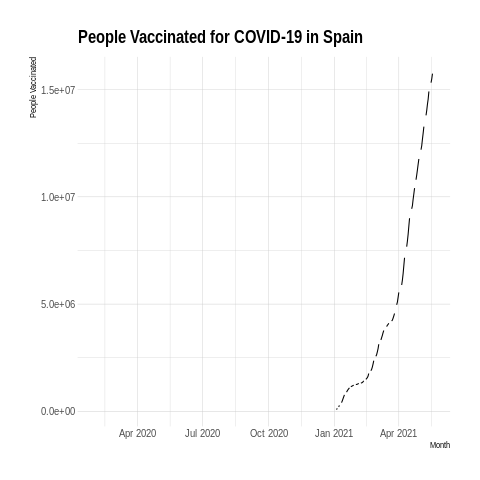 People Vaccinated for COVID-19 in Spain
People Vaccinated
1.5e+07
1.0e+07
5.0e+06
0.0e+00
Apr 2020
Jul 2020
Oct 2020
Jan 2021
Apr 2021
Month